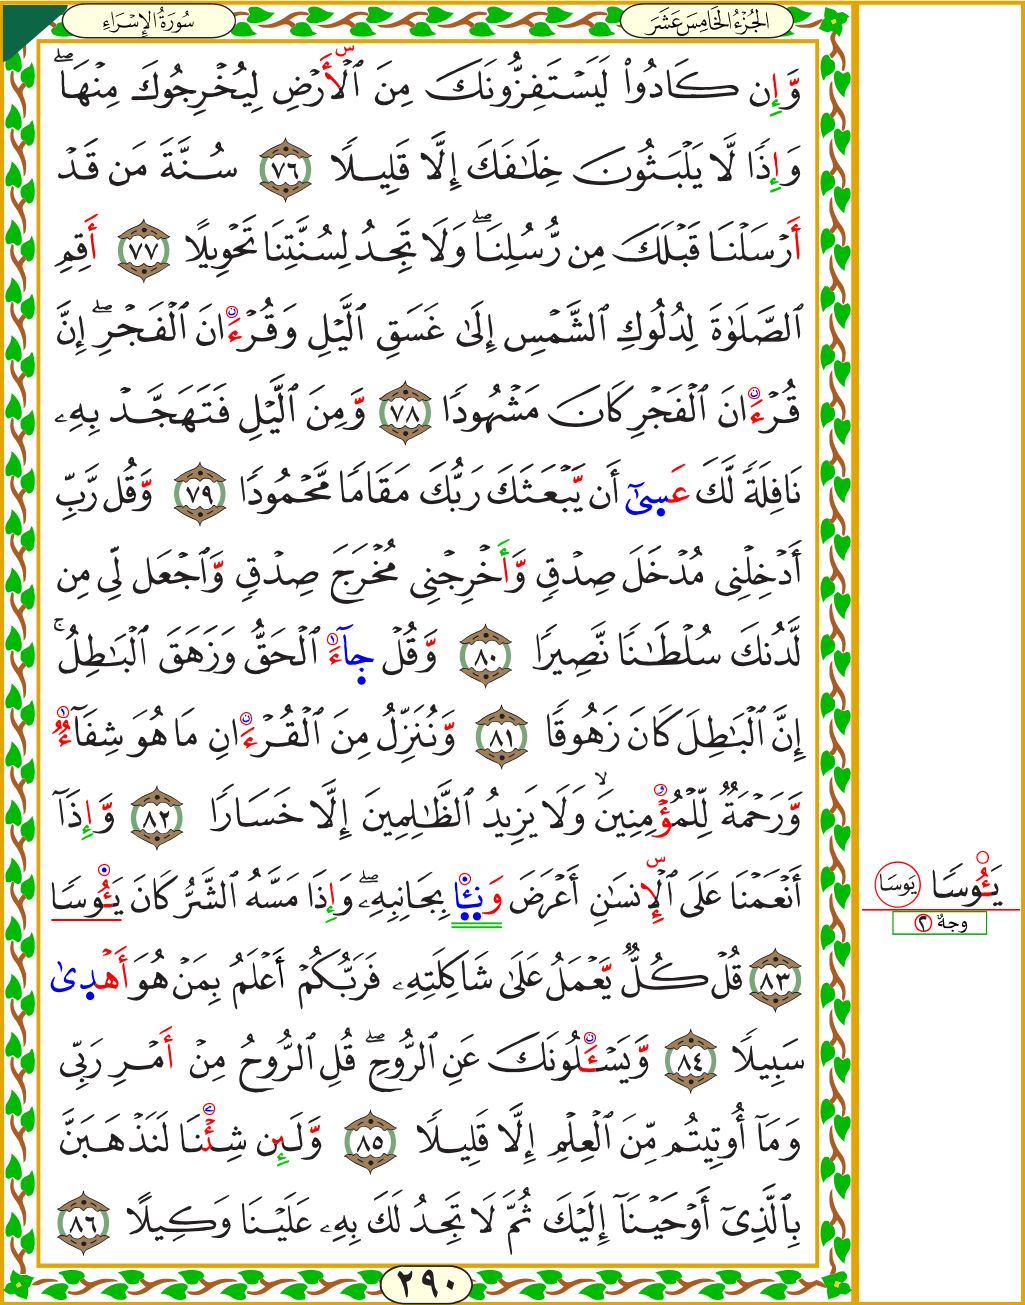 الجُزْءُ الخَامِسَ عَشَرَ
سُورَةُ الإِسْرَاءِ
وَّإِن كَادُواْ لَيَسْتَفِزُّونَكَ مِنَ ٱلْأَرْضِ لِيُخْرِجُوكَ مِنْهَاۖ
وَإِذًا لَّا يَلْبَثُونَ خِلَٰفَكَ إِلَّا قَلِيلًا ٧٦ سُنَّةَ مَن قَدْ
أَرْسَلْنَا قَبْلَكَ مِن رُّسُلِنَاۖ وَلَا تَجِدُ لِسُنَّتِنَا تَحْوِيلًا ٧٧ أَقِمِ
ٱلصَّلَوٰةَ لِدُلُوكِ ٱلشَّمْسِ إِلَىٰ غَسَقِ ٱلَّيْلِ وَقُرْءَانَ ٱلْفَجْرِۖ إِنَّ
قُرْءَانَ ٱلْفَجْرِ كَانَ مَشْهُودًا ٧٨ وَّمِنَ ٱلَّيْلِ فَتَهَجَّدْ بِهِۦ
نَافِلَةً لَّكَ عَسِىٰٓ أَن يَّبْعَثَكَ رَبُّكَ مَقَامًا مَّحْمُودًا ٧٩ وَّقُل رَّبِّ
أَدْخِلْنِى مُدْخَلَ صِدْقٍ وَّأَخْرِجْنِى مُخْرَجَ صِدْقٍ وَّٱجْعَل لِّى مِن
لَّدُنكَ سُلْطَٰنًا نَّصِيرًا ٨٠ وَّقُلْ جَآءَ ٱلْحَقُّ وَزَهَقَ ٱلْبَٰطِلُۚ
إِنَّ ٱلْبَٰطِلَ كَانَ زَهُوقًا ٨١ وَّنُنَزِّلُ مِنَ ٱلْقُرْءَانِ مَا هُوَ شِفَآءٌ
وَّرَحْمَةٌ لِّلْمُؤْمِنِينَۙ وَلَا يَزِيدُ ٱلظَّٰلِمِينَ إِلَّا خَسَارًا ٨٢ وَّإِذَآ
أَنْعَمْنَا عَلَى ٱلْإِنسَٰنِ أَعْرَضَ وَنَـِٔا بِجَانِبِهِۦۖ وَإِذَا مَسَّهُ ٱلشَّرُّ كَانَ يَـُٔوسًا
٨٣ قُلْ كُلٌّ يَّعْمَلُ عَلَىٰ شَاكِلَتِهِۦ فَرَبُّكُمْ أَعْلَمُ بِمَنْ هُوَ أَهْدِىٰ
سَبِيلًا ٨٤ وَّيَسْـَٔلُونَكَ عَنِ ٱلرُّوحِۖ قُلِ ٱلرُّوحُ مِنْ أَمْرِ رَبِّى
وَمَآ أُوتِيتُم مِّنَ ٱلْعِلْمِ إِلَّا قَلِيلًا ٨٥ وَّلَئِن شِئْنَا لَنَذْهَبَنَّ
بِٱلَّذِىٓ أَوْحَيْنَآ إِلَيْكَ ثُمَّ لَا تَجِدُ لَكَ بِهِۦ عَلَيْنَا وَكِيلًا ٨٦
يَـُٔوسًا يَوسًا
وجهٌ ٢
٢٩٠